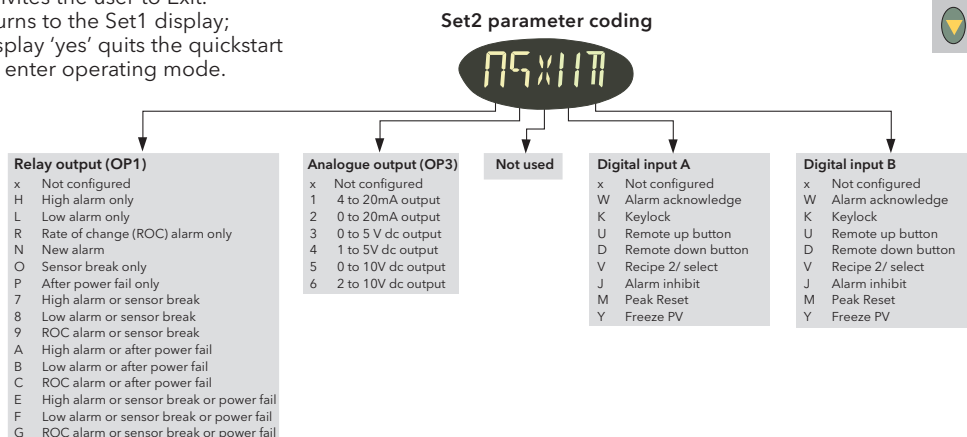 vites the user to Exit.
urns to the Set1 display;
splay ‘yes’ quits the quickstart
enter operating mode.
Set2 parameter coding
Relay output (OP1)
x Not configured
H High alarm only
L Low alarm only
R Rate of change (ROC) alarm only
N New alarm
O Sensor break only
P After power fail only
7 High alarm or sensor break
8 Low alarm or sensor break
9 ROC alarm or sensor break
A High alarm or after power fail
B Low alarm or after power fail
C ROC alarm or after power fail
E High alarm or sensor break or power fail
F Low alarm or sensor break or power fail
G ROC alarm or sensor break or power fail
Analogue output (OP3)
x Not configured
1 4 to 20mA output
2 0 to 20mA output
3 0 to 5 V dc output
4 1 to 5V dc output
5 0 to 10V dc output
6 2 to 10V dc output
Not used
Digital input A
x Not configured
W Alarm acknowledge
K Keylock
U Remote up button
D Remote down button
V Recipe 2/ select
J Alarm inhibit
M Peak Reset
Y Freeze PV
Digital input B
x Not configured
W Alarm acknowledge
K Keylock
U Remote up button
D Remote down button
V Recipe 2/ select
J Alarm inhibit
M Peak Reset
Y Freeze PV